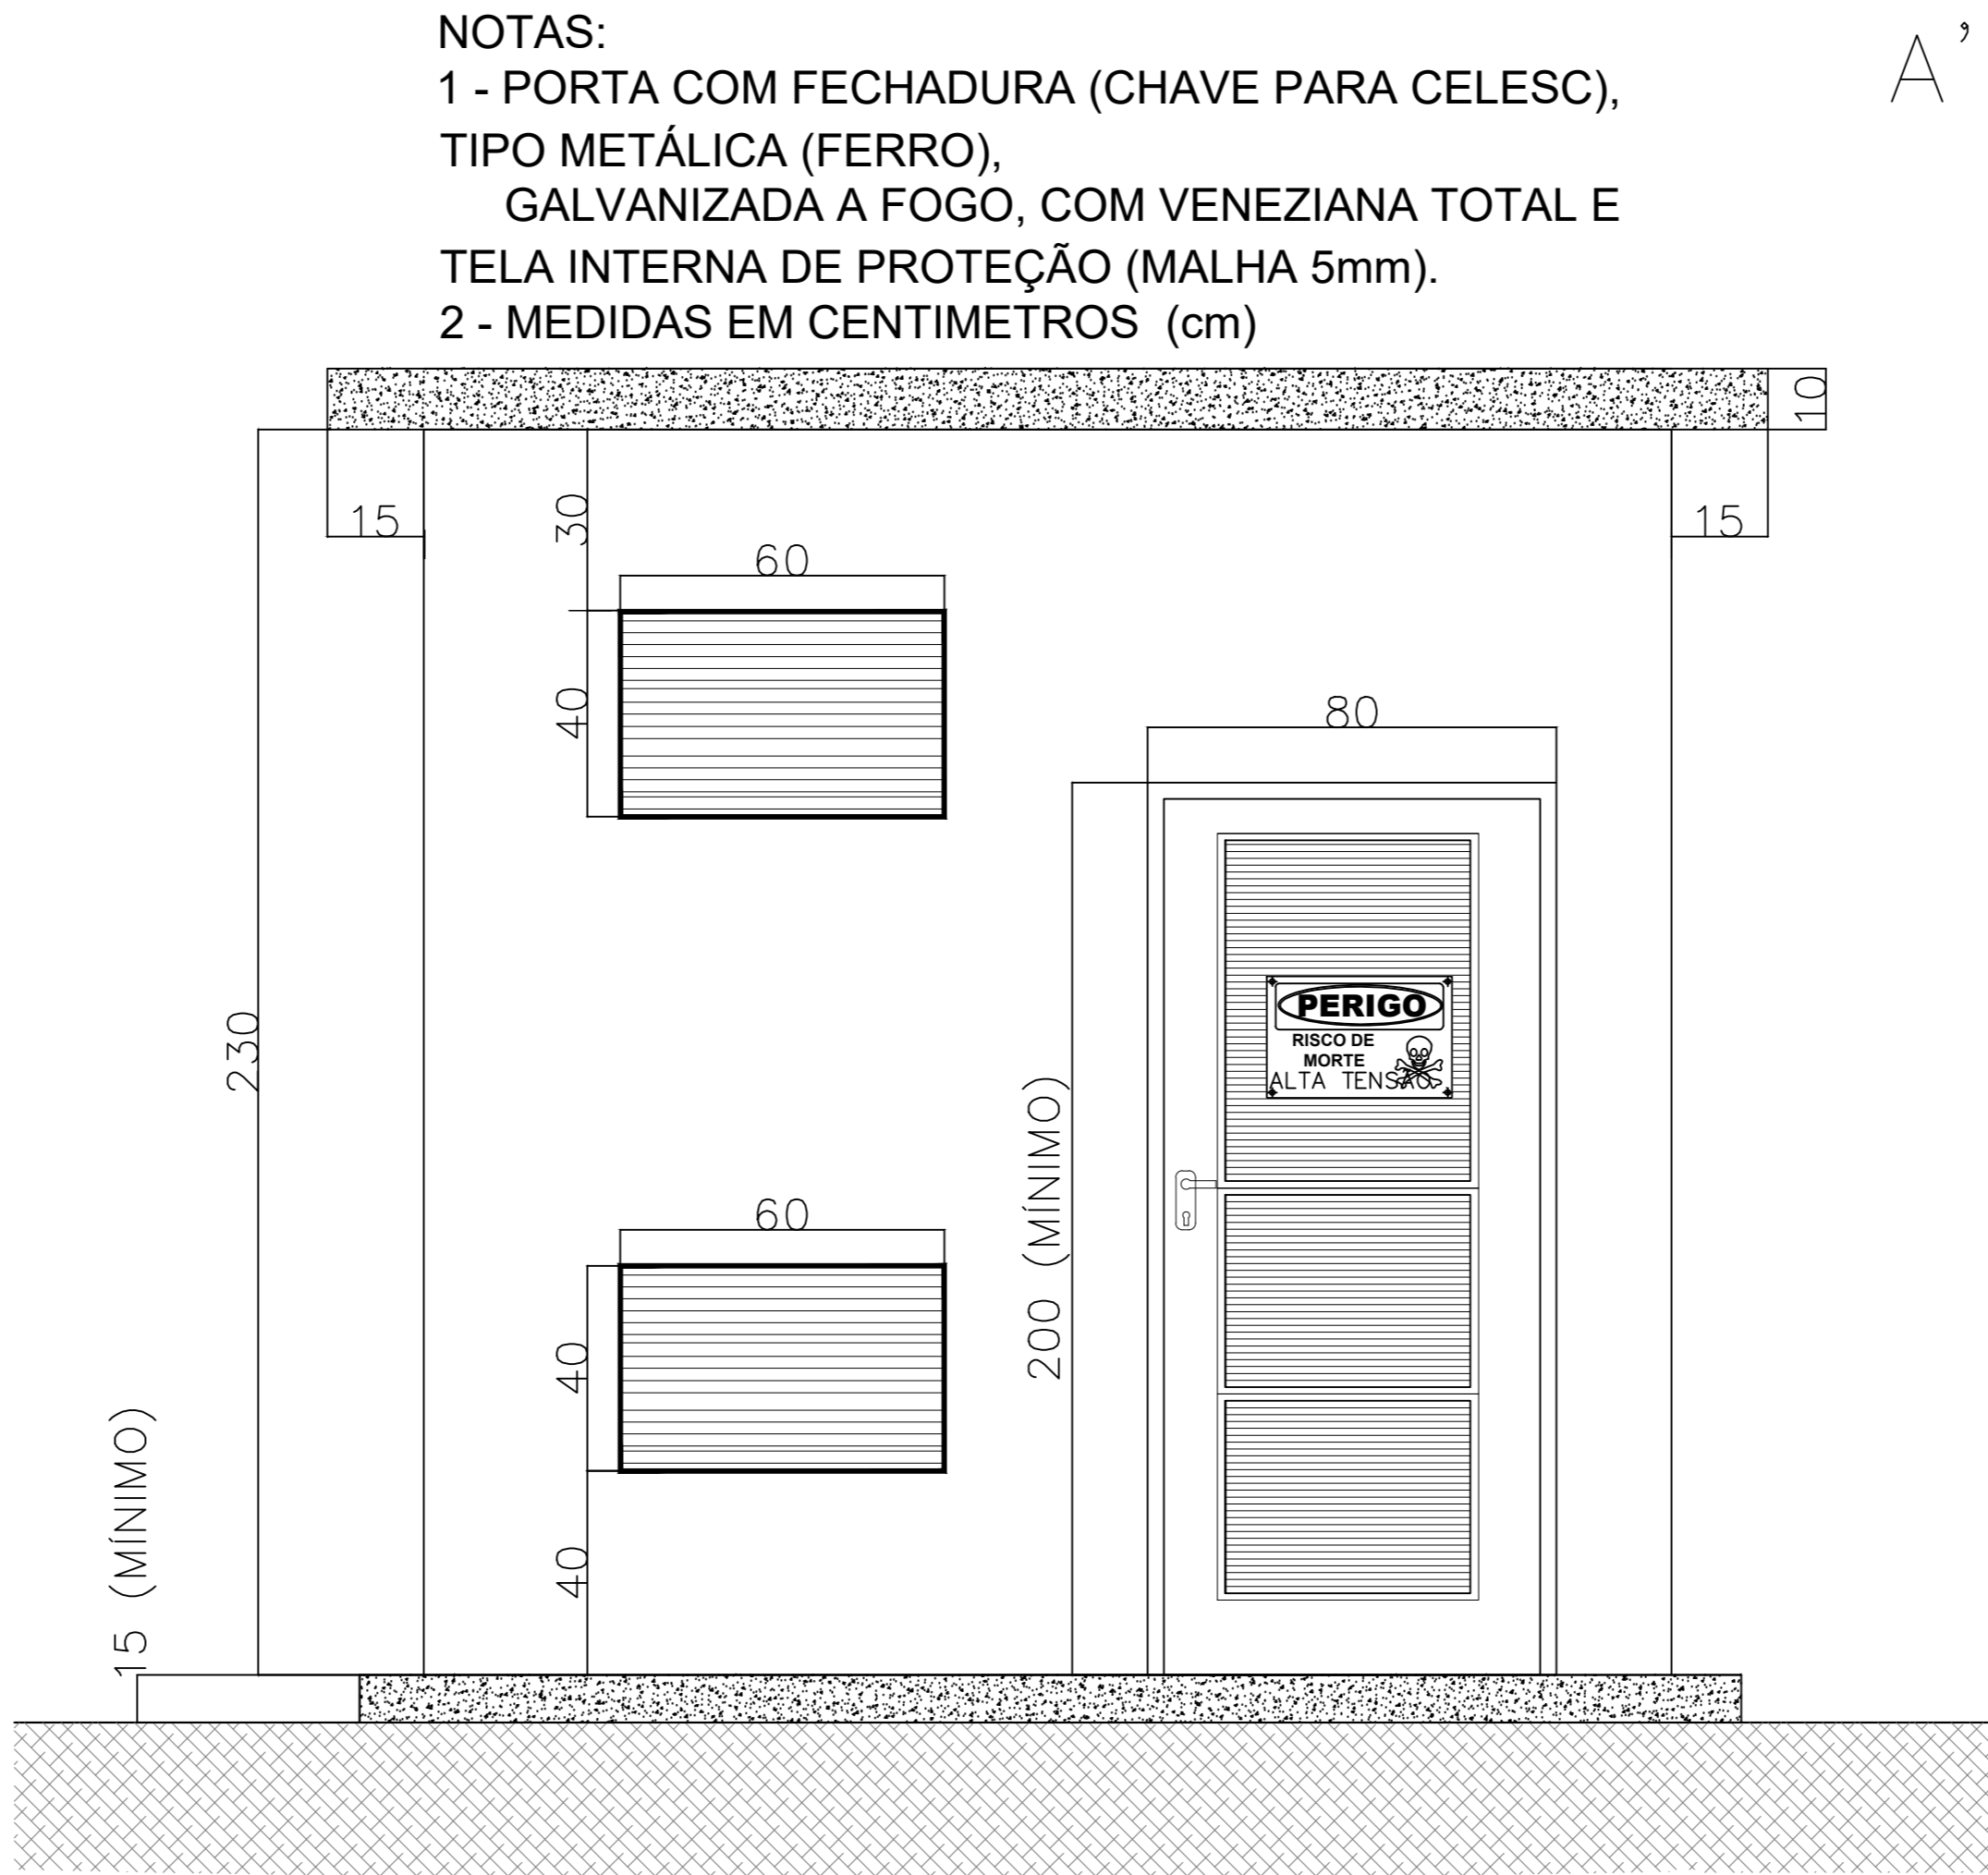 NOTAS:
1 - PORTA COM FECHADURA (CHAVE PARA CELESC),
TIPO METÁLICA (FERRO),
GALVANIZADA A FOGO, COM VENEZIANA TOTAL E
TELA INTERNA DE PROTEÇÃO (MALHA 5mm).
2 - MEDIDAS EM CENTIMETROS (cm)
A'
10
15
30
15
60
40
80
230
PERIGO
RISCO DE
MORTE
ALTA TENSÃO
200 (MÍNIMO)
60
40
15 (MÍNIMO)
40